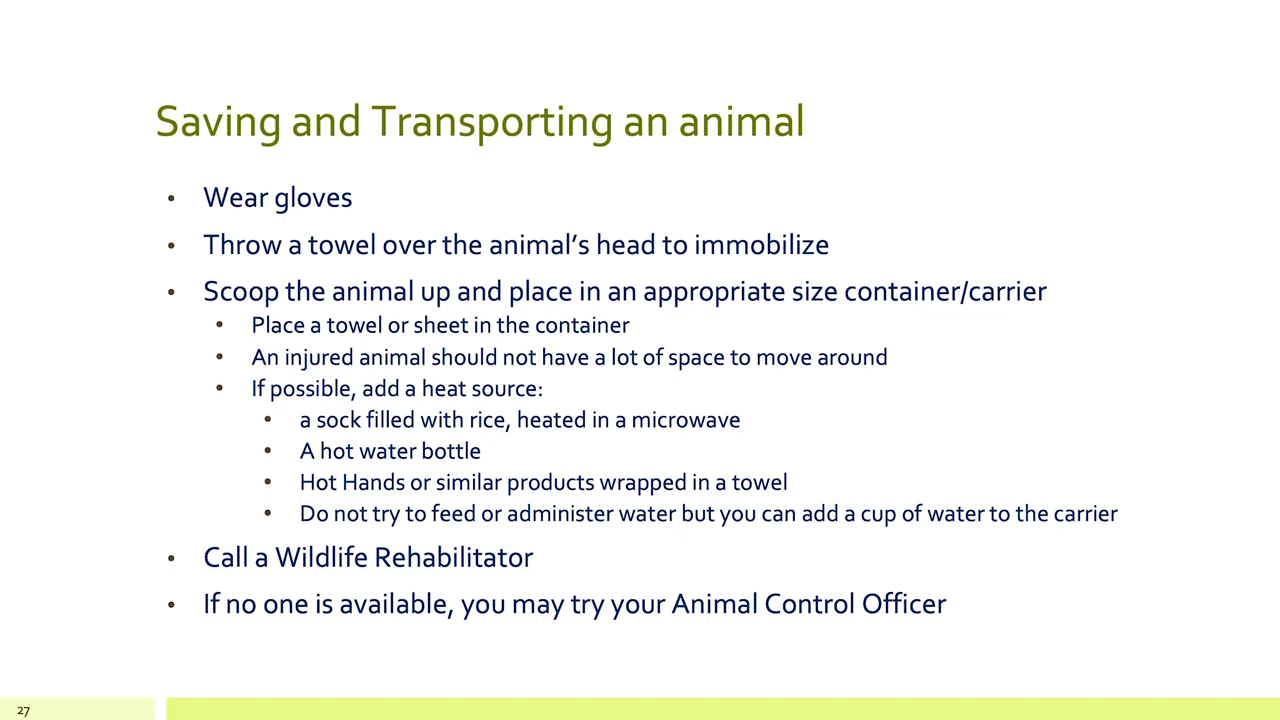 Saving and Transporting an animal
• Wear gloves
• Throw a towel over the animal’s head to immobilize
• Scoop the animal up and place in an appropriate size container/carrier
• Place a towel or sheet in the container
• An injured animal should not have a lot of space to move around
• If possible, add a heat source:
• a sock filled with rice, heated in a microwave
• A hot water bottle
• Hot Hands or similar products wrapped in a towel
• Do not try to feed or administer water but you can add a cup of water to the carrier
• Call a Wildlife Rehabilitator
• If no one is available, you may try your Animal Control Officer
27